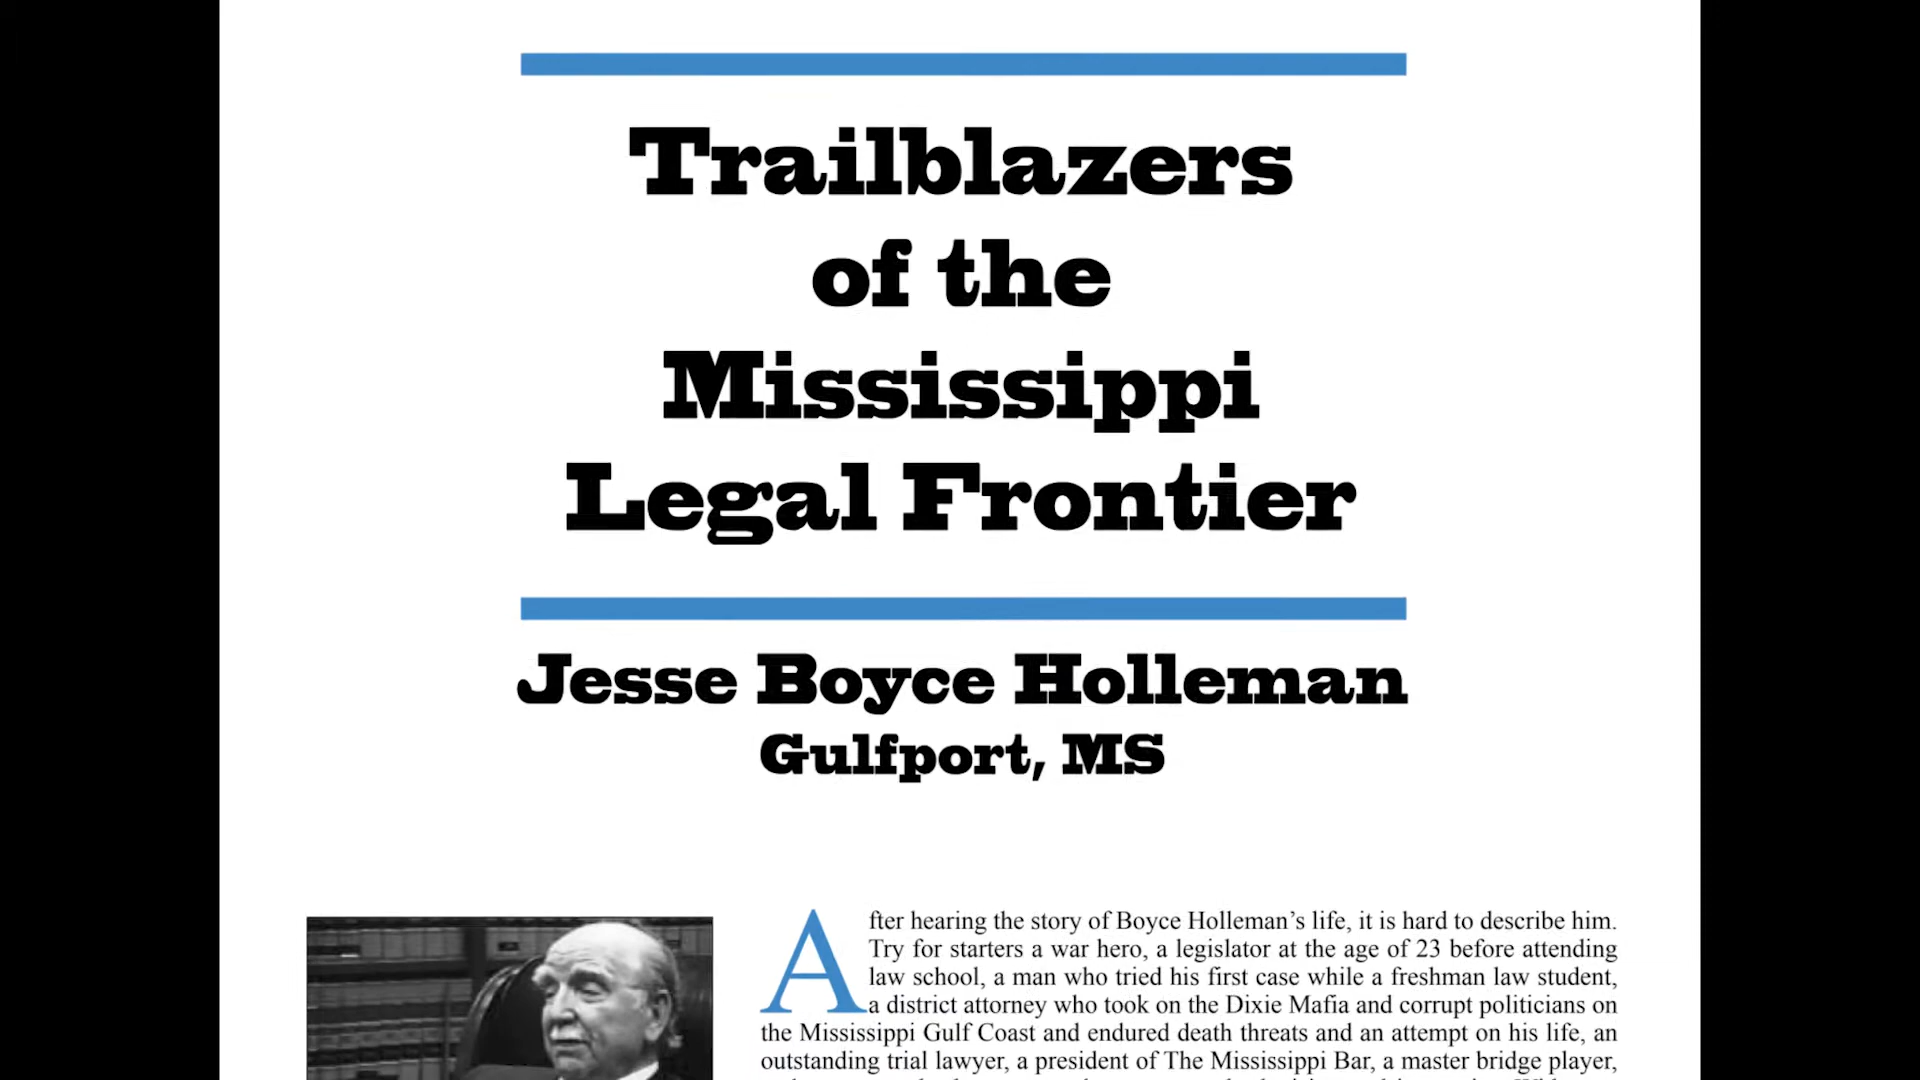 Trailblazers
of the
Mississippi
Legal Frontier
Jesse Boyce Holleman
Gulfport, MS
After hearing the story of Boyce Holleman’s life, it is hard to describe him.
Try for starters a war hero, a legislator at the age of 23 before attending
law school, a man who tried his first case while a freshman law student,
a district attorney who took on the Dixie Mafia and corrupt politicians on
the Mississippi Gulf Coast and endured death threats and an attempt on his life, an
outstanding trial lawyer, a president of The Mississippi Bar, a master bridge player,